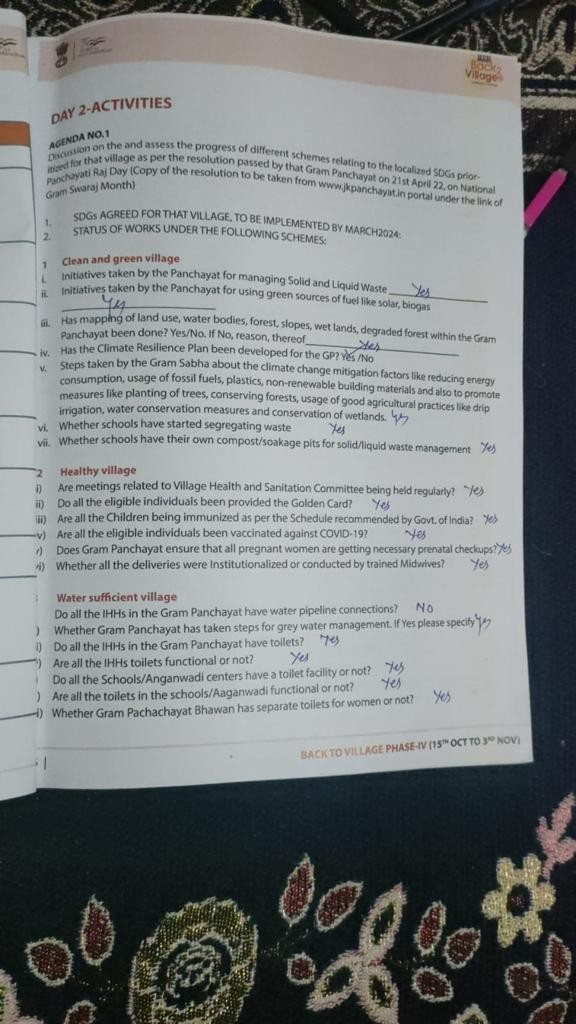 Back2
Village
DAY 2-ACTIVITIES
AGENDA NO.1
Discussion on the and assess the progress of different schemes relating to the localized SDGs prior-
itized for that village as per the resolution passed by that Gram Panchayat on 21st April 22, on National
Panchayati Raj Day (Copy of the resolution to be taken from www.jkpanchayat.in portal under the link of
Gram Swaraj Month)
1. SDGs AGREED FOR THAT VILLAGE, TO BE IMPLEMENTED BY MARCH2024:
2. STATUS OF WORKS UNDER THE FOLLOWING SCHEMES:
1 Clean and green village
i. Initiatives taken by the Panchayat for managing Solid and Liquid Waste Yes
ii. Initiatives taken by the Panchayat for using green sources of fuel like solar, biogas
Yes
iii. Has mapping of land use, water bodies, forest, slopes, wet lands, degraded forest within the Gram
Panchayat been done? Yes/No. If No, reason, thereof Yes
iv. Has the Climate Resilience Plan been developed for the GP? Yes /No
v. Steps taken by the Gram Sabha about the climate change mitigation factors like reducing energy
consumption, usage of fossil fuels, plastics, non-renewable building materials and also to promote
measures like planting of trees, conserving forests, usage of good agricultural practices like drip
irrigation, water conservation measures and conservation of wetlands. Yes
vi. Whether schools have started segregating waste Yes
vii. Whether schools have their own compost/soakage pits for solid/liquid waste management Yes
2 Healthy village
i) Are meetings related to Village Health and Sanitation Committee being held regularly? Yes
ii) Do all the eligible individuals been provided the Golden Card? Yes
iii) Are all the Children being immunized as per the Schedule recommended by Govt. of India? Yes
v) Are all the eligible individuals been vaccinated against COVID-19? Yes
) Does Gram Panchayat ensure that all pregnant women are getting necessary prenatal checkups? Yes
i) Whether all the deliveries were Institutionalized or conducted by trained Midwives? Yes
Water sufficient village
Do all the IHHs in the Gram Panchayat have water pipeline connections? NO
) Whether Gram Panchayat has taken steps for grey water management. If Yes please specify Yes
i) Do all the IHHs in the Gram Panchayat have toilets? Yes
) Are all the IHHs toilets functional or not? Yes
Do all the Schools/Anganwadi centers have a toilet facility or not? Yes
) Are all the toilets in the schools/Aaganwadi functional or not? Yes
i) Whether Gram Pachachayat Bhawan has separate toilets for women or not? Yes
BACK TO VILLAGE PHASE-IV (15TH OCT TO 3RD NOV)